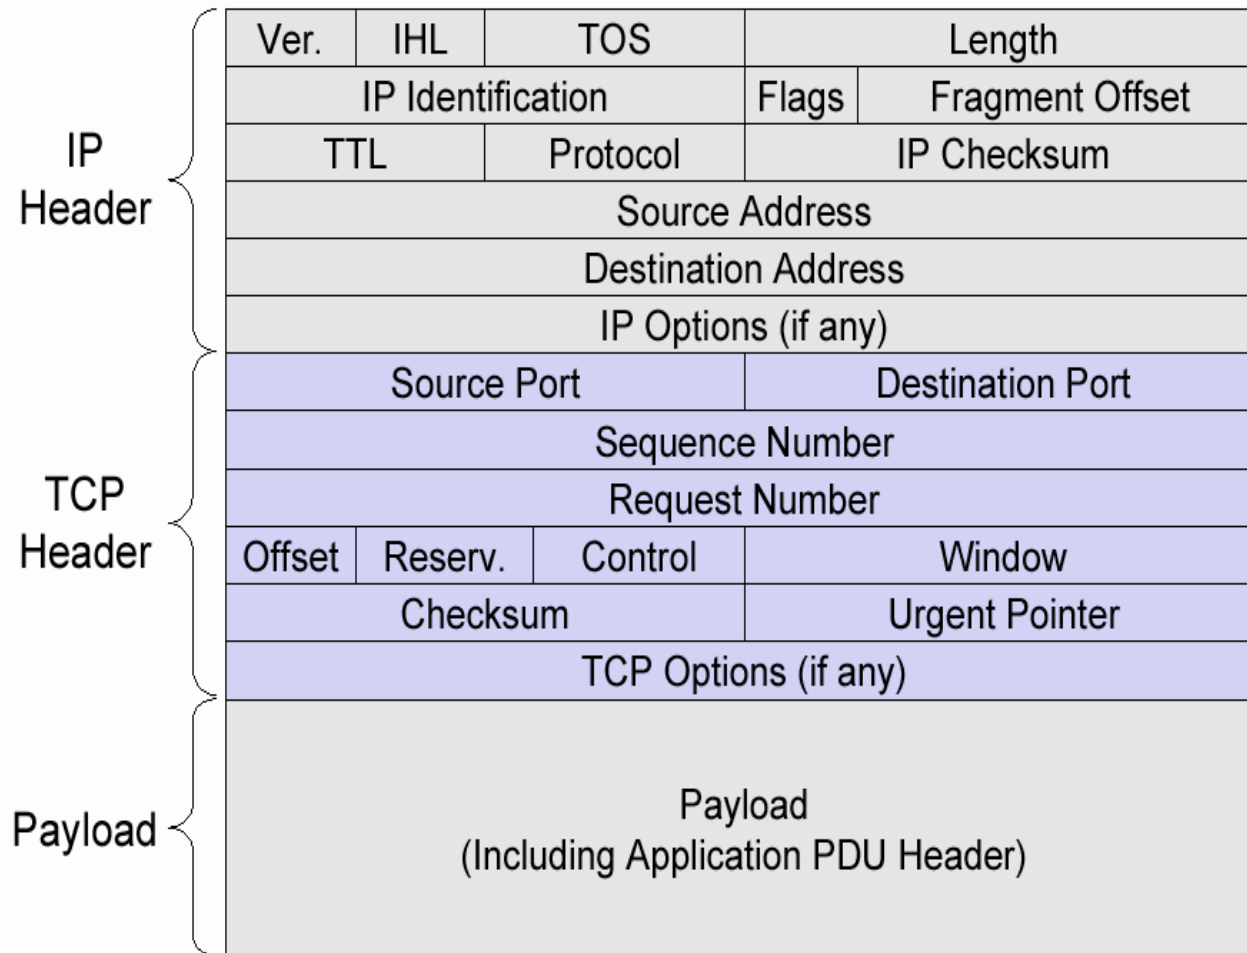 Ver. IHL TOS Length
IP Identification Flags Fragment Offset
TTL Protocol IP Checksum
IP
Header
Source Address
Destination Address
IP Options (if any)
Source Port Destination Port
Sequence Number
Request Number
TCP
Header
Offset Reserv. Control Window
Checksum Urgent Pointer
TCP Options (if any)
Payload
Payload
(Including Application PDU Header)